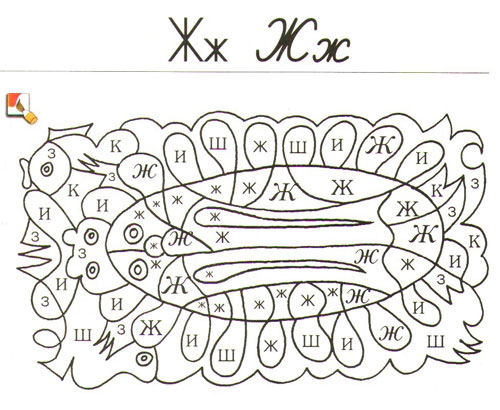 Жж Жж
К И Ш Ж Ш И Ж И
З З Ж К З
К И Ж Ж Ж Ж
И Ж Ж Ж
З Ж Ж Ж Ж К
З Ж Ж Ж
З И И Ж Ж Ж З И
З Ж Ж Ж Ж Ж Ж З
Ш Ж И Ш Ж Ш И Ж Ш